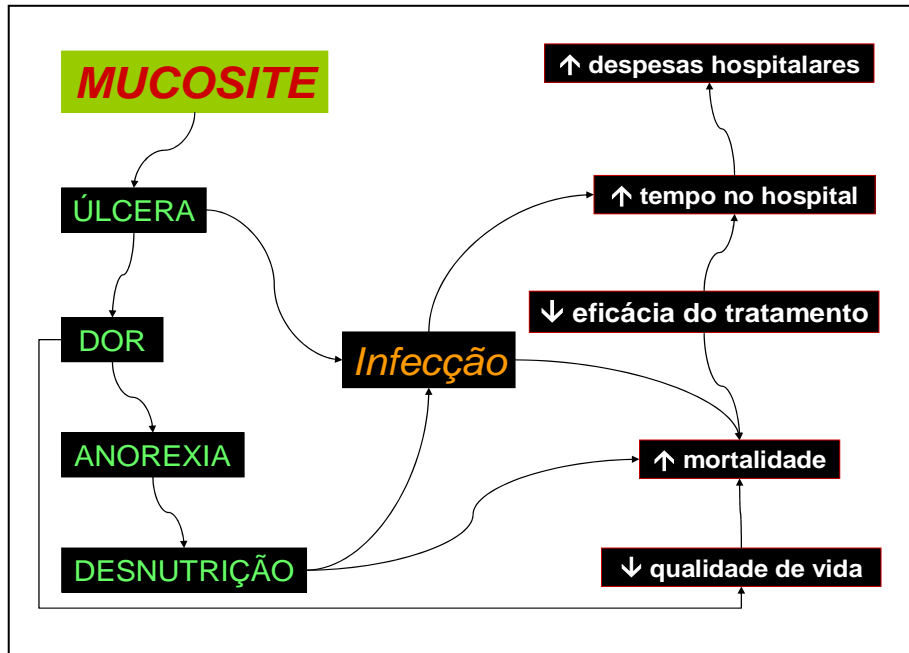 MUCOSITE
ÚLCERA
DOR
ANOREXIA
DESNUTRIÇÃO
Infecção
↑ despesas hospitalares
↑ tempo no hospital
↓ eficácia do tratamento
↑ mortalidade
↓ qualidade de vida